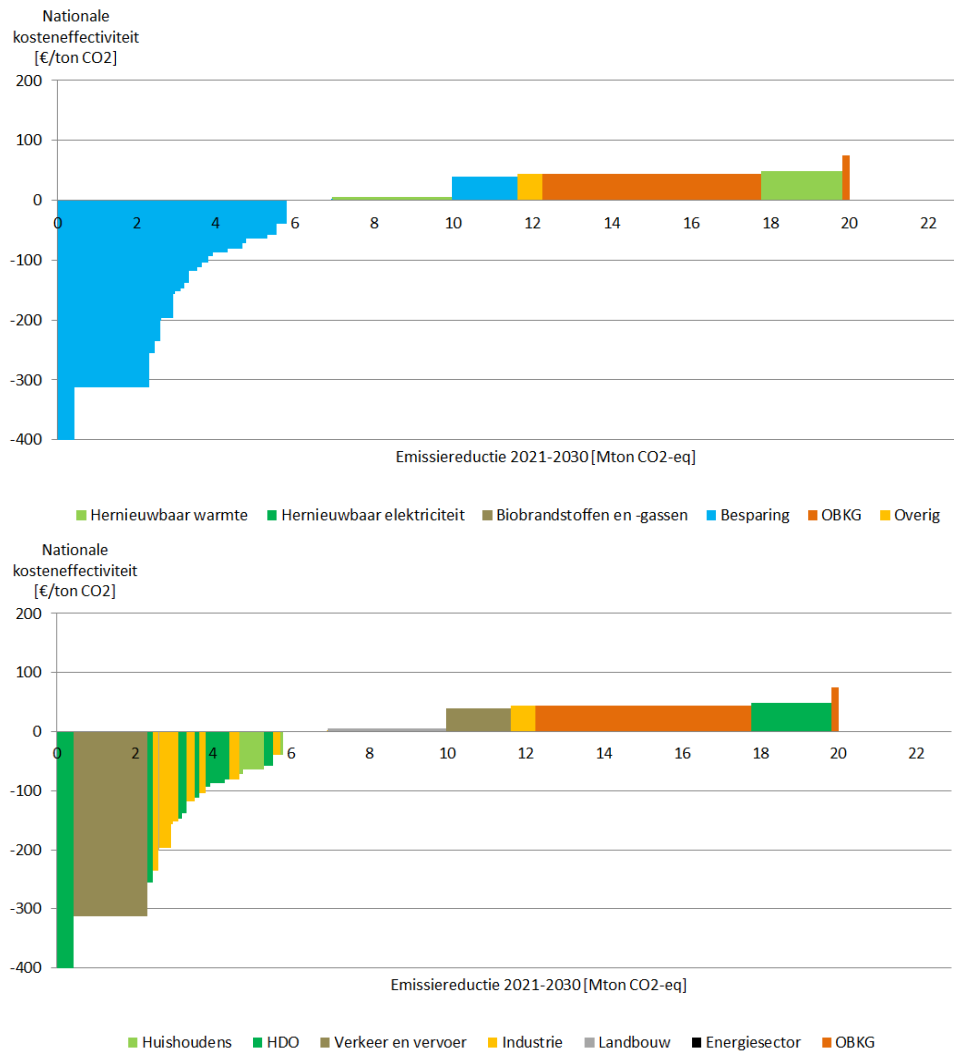 Nationale
kosteneffectiviteit
[€/ton CO2]
200
100
0
-100
-200
-300
-400
0 2 4 6 8 10 12 14 16 18 20 22
Emissiereductie 2021-2030 [Mton CO2-eq]
Hernieuwbaar warmte Hernieuwbaar elektriciteit Biobrandstoffen en -gassen Besparing OBKG Overig
Nationale
kosteneffectiviteit
[€/ton CO2]
200
100
0
-100
-200
-300
-400
0 2 4 6 8 10 12 14 16 18 20 22
Emissiereductie 2021-2030 [Mton CO2-eq]
Huishoudens HDO Verkeer en vervoer Industrie Landbouw Energiesector OBKG